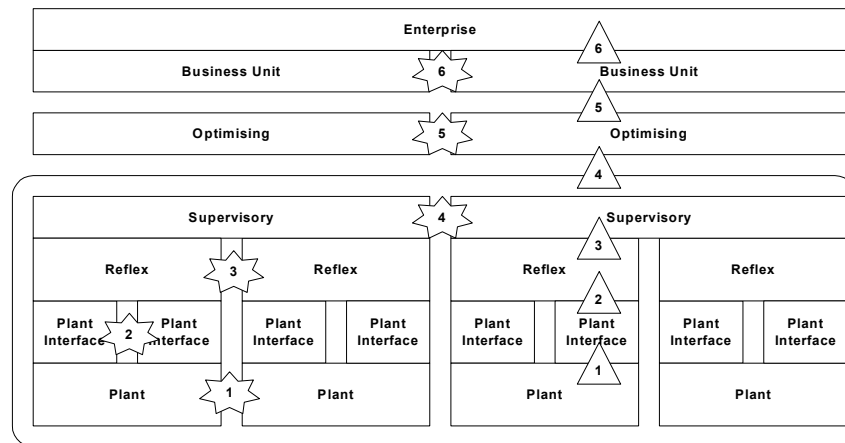 Enterprise
6
Business Unit 6 Business Unit
5
Optimising 5 Optimising
4
Supervisory 4 Supervisory
3
Reflex 3 Reflex Reflex Reflex
2
Plant Plant Plant Plant Plant Plant Plant Plant
Interface 2 Interface Interface Interface Interface Interface Interface Interface
1
Plant 1 Plant Plant Plant